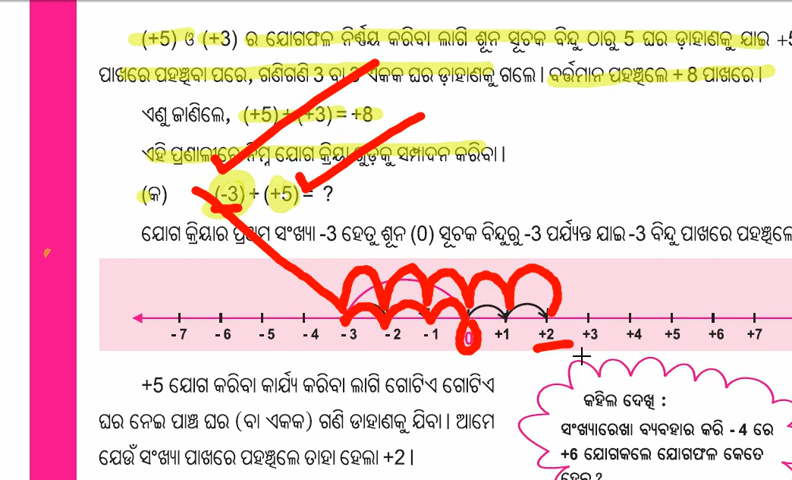 (+5) ଓ (+3) ର ଯୋଗଫଳ ନିର୍ଣ୍ଣୟ କରିବା ଲାଗି ଶୂନ ସୂଚକ ବିନ୍ଦୁ ଠାରୁ 5 ଘର ଡ଼ାହାଣକୁ ଯାଇ +5
ପାଖରେ ପହଞ୍ଚିବା ପରେ, ଗଣିଗଣି 3 ବା 3 ଏକକ ଘର ଡ଼ାହାଣକୁ ଗଲେ । ବର୍ତ୍ତମାନ ପହଞ୍ଚିଲେ + 8 ପାଖରେ ।
ଏଣୁ ଜାଣିଲେ, (+5) + (+3) = +8
ଏହି ପ୍ରଣାଳୀରେ ନିମ୍ନ ଯୋଗ କ୍ରିୟା ଗୁଡ଼କୁ ସମ୍ପାଦନ କରିବା ।
(କ) (-3) + (+5) = ?
ଯୋଗ କ୍ରିୟାର ପ୍ରଥମ ସଂଖ୍ୟା -3 ହେତୁ ଶୂନ (0) ସୂଚକ ବିନ୍ଦୁରୁ -3 ପର୍ଯ୍ୟନ୍ତ ଯାଇ -3 ବିନ୍ଦୁ ପାଖରେ ପହଞ୍ଚିଲେ
- 7 - 6 - 5 - 4 - 3 - 2 - 1 0 +1 +2 +3 +4 +5 +6 +7
+5 ଯୋଗ କରିବା କାର୍ଯ୍ୟ କରିବା ଲାଗି ଗୋଟିଏ ଗୋଟିଏ
ଘର ନେଇ ପାଞ୍ଚ ଘର (ବା ଏକକ) ଗଣି ଡାହାଣକୁ ଯିବା । ଆମେ
ଯେଉଁ ସଂଖ୍ୟା ପାଖରେ ପହଞ୍ଚିଲେ ତାହା ହେଲା +2 ।
କହିଲ ଦେଖି :
ସଂଖ୍ୟାରେଖା ବ୍ୟବହାର କରି - 4 ରେ
+6 ଯୋଗକଲେ ଯୋଗଫଳ କେତେ
ହେବ ?